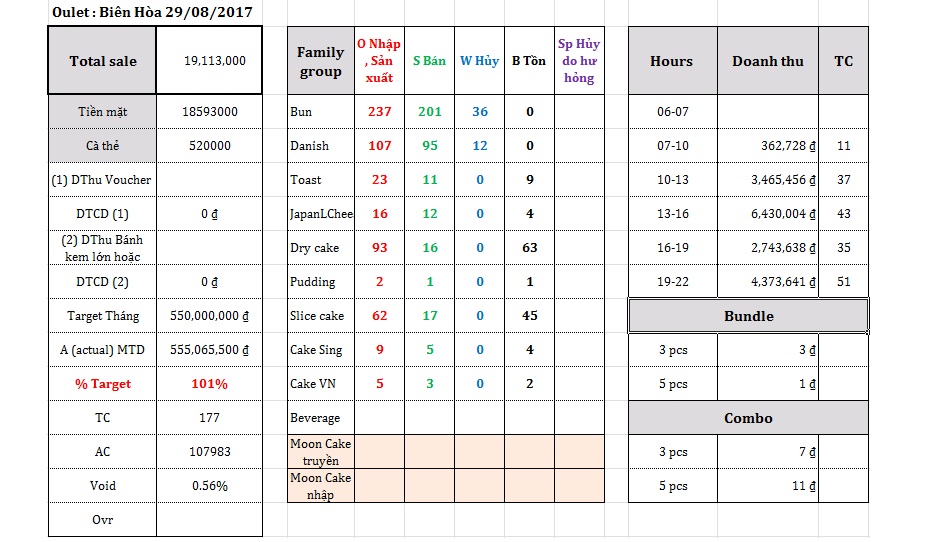 Oulet : Biên Hòa 29/08/2017
Total sale 19,113,000
Tiền mặt 18593000
Cà thẻ 520000
(1) DThu Voucher
DTCD (1) 0 ₫
(2) DThu Bánh
kem lớn hoặc
DTCD (2) 0 ₫
Target Tháng 550,000,000 ₫
A (actual) MTD 555,065,500 ₫
% Target 101%
TC 177
AC 107983
Void 0.56%
Ovr
Family
group
O Nhập
, Sản
xuất
S Bán
W Hủy
B Tồn
Sp Hủy
do hư
hỏng
Bun 237 201 36 0
Danish 107 95 12 0
Toast 23 11 0 9
JapanLChee 16 12 0 4
Dry cake 93 16 0 63
Pudding 2 1 0 1
Slice cake 62 17 0 45
Cake Sing 9 5 0 4
Cake VN 5 3 0 2
Beverage
Moon Cake
truyền
Moon Cake
nhập
Hours Doanh thu TC
06-07
07-10 362,728 ₫ 11
10-13 3,465,456 ₫ 37
13-16 6,430,004 ₫ 43
16-19 2,743,638 ₫ 35
19-22 4,373,641 ₫ 51
Bundle
3 pcs 3 ₫
5 pcs 1 ₫
Combo
3 pcs 7 ₫
5 pcs 11 ₫